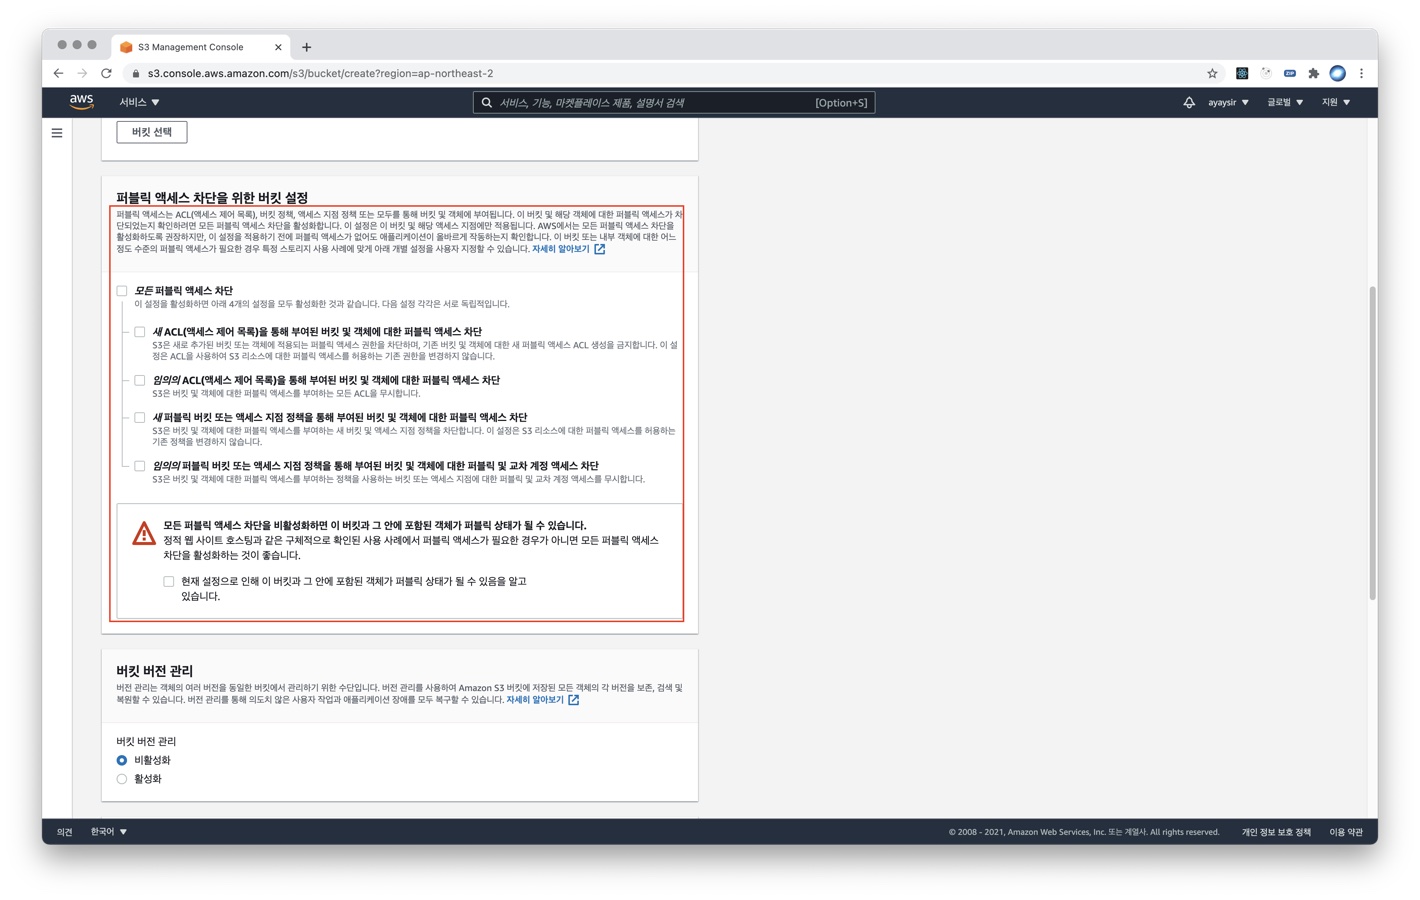 S3 Management Console
s3.console.aws.amazon.com/s3/bucket/create?region=ap-northeast-2
ZIP
aws
서비스
서비스, 기능, 마켓플레이스 제품, 설명서 검색
[Option+S]
ayaysir
글로벌
지원
버킷 선택
퍼블릭 액세스 차단을 위한 버킷 설정
퍼블릭 액세스는 ACL(액세스 제어 목록), 버킷 정책, 액세스 지점 정책 또는 모두를 통해 버킷 및 객체에 부여됩니다. 이 버킷 및 해당 객체에 대한 퍼블릭 액세스가 차
단되었는지 확인하려면 모든 퍼블릭 액세스 차단을 활성화합니다. 이 설정은 이 버킷 및 해당 액세스 지점에만 적용됩니다. AWS에서는 모든 퍼블릭 액세스 차단을
활성화하도록 권장하지만, 이 설정을 적용하기 전에 퍼블릭 액세스가 없어도 애플리케이션이 올바르게 작동하는지 확인합니다. 이 버킷 또는 내부 객체에 대한 어느
정도 수준의 퍼블릭 액세스가 필요한 경우 특정 스토리지 사용 사례에 맞게 아래 개별 설정을 사용자 지정할 수 있습니다. 자세히 알아보기
모든 퍼블릭 액세스 차단
이 설정을 활성화하면 아래 4개의 설정을 모두 활성화한 것과 같습니다. 다음 설정 각각은 서로 독립적입니다.
새 ACL(액세스 제어 목록)을 통해 부여된 버킷 및 객체에 대한 퍼블릭 액세스 차단
S3은 새로 추가된 버킷 또는 객체에 적용되는 퍼블릭 액세스 권한을 차단하며, 기존 버킷 및 객체에 대한 새 퍼블릭 액세스 ACL 생성을 금지합니다. 이 설
정은 ACL을 사용하여 S3 리소스에 대한 퍼블릭 액세스를 허용하는 기존 권한을 변경하지 않습니다.
임의의 ACL(액세스 제어 목록)을 통해 부여된 버킷 및 객체에 대한 퍼블릭 액세스 차단
S3은 버킷 및 객체에 대한 퍼블릭 액세스를 부여하는 모든 ACL을 무시합니다.
새 퍼블릭 버킷 또는 액세스 지점 정책을 통해 부여된 버킷 및 객체에 대한 퍼블릭 액세스 차단
S3은 버킷 및 객체에 대한 퍼블릭 액세스를 부여하는 새 버킷 및 액세스 지점 정책을 차단합니다. 이 설정은 S3 리소스에 대한 퍼블릭 액세스를 허용하는
기존 정책을 변경하지 않습니다.
임의의 퍼블릭 버킷 또는 액세스 지점 정책을 통해 부여된 버킷 및 객체에 대한 퍼블릭 및 교차 계정 액세스 차단
S3은 버킷 및 객체에 대한 퍼블릭 액세스를 부여하는 정책을 사용하는 버킷 또는 액세스 지점에 대한 퍼블릭 및 교차 계정 액세스를 무시합니다.
모든 퍼블릭 액세스 차단을 비활성화하면 이 버킷과 그 안에 포함된 객체가 퍼블릭 상태가 될 수 있습니다.
정적 웹 사이트 호스팅과 같은 구체적으로 확인된 사용 사례에서 퍼블릭 액세스가 필요한 경우가 아니면 모든 퍼블릭 액세스
차단을 활성화하는 것이 좋습니다.
현재 설정으로 인해 이 버킷과 그 안에 포함된 객체가 퍼블릭 상태가 될 수 있음을 알고
있습니다.
버킷 버전 관리
버전 관리는 객체의 여러 버전을 동일한 버킷에서 관리하기 위한 수단입니다. 버전 관리를 사용하여 Amazon S3 버킷에 저장된 모든 객체의 각 버전을 보존, 검색 및
복원할 수 있습니다. 버전 관리를 통해 의도치 않은 사용자 작업과 애플리케이션 장애를 모두 복구할 수 있습니다. 자세히 알아보기
버킷 버전 관리
비활성화
활성화
의견
한국어
© 2008 - 2021, Amazon Web Services, Inc. 또는 계열사. All rights reserved.
개인 정보 보호 정책
이용 약관